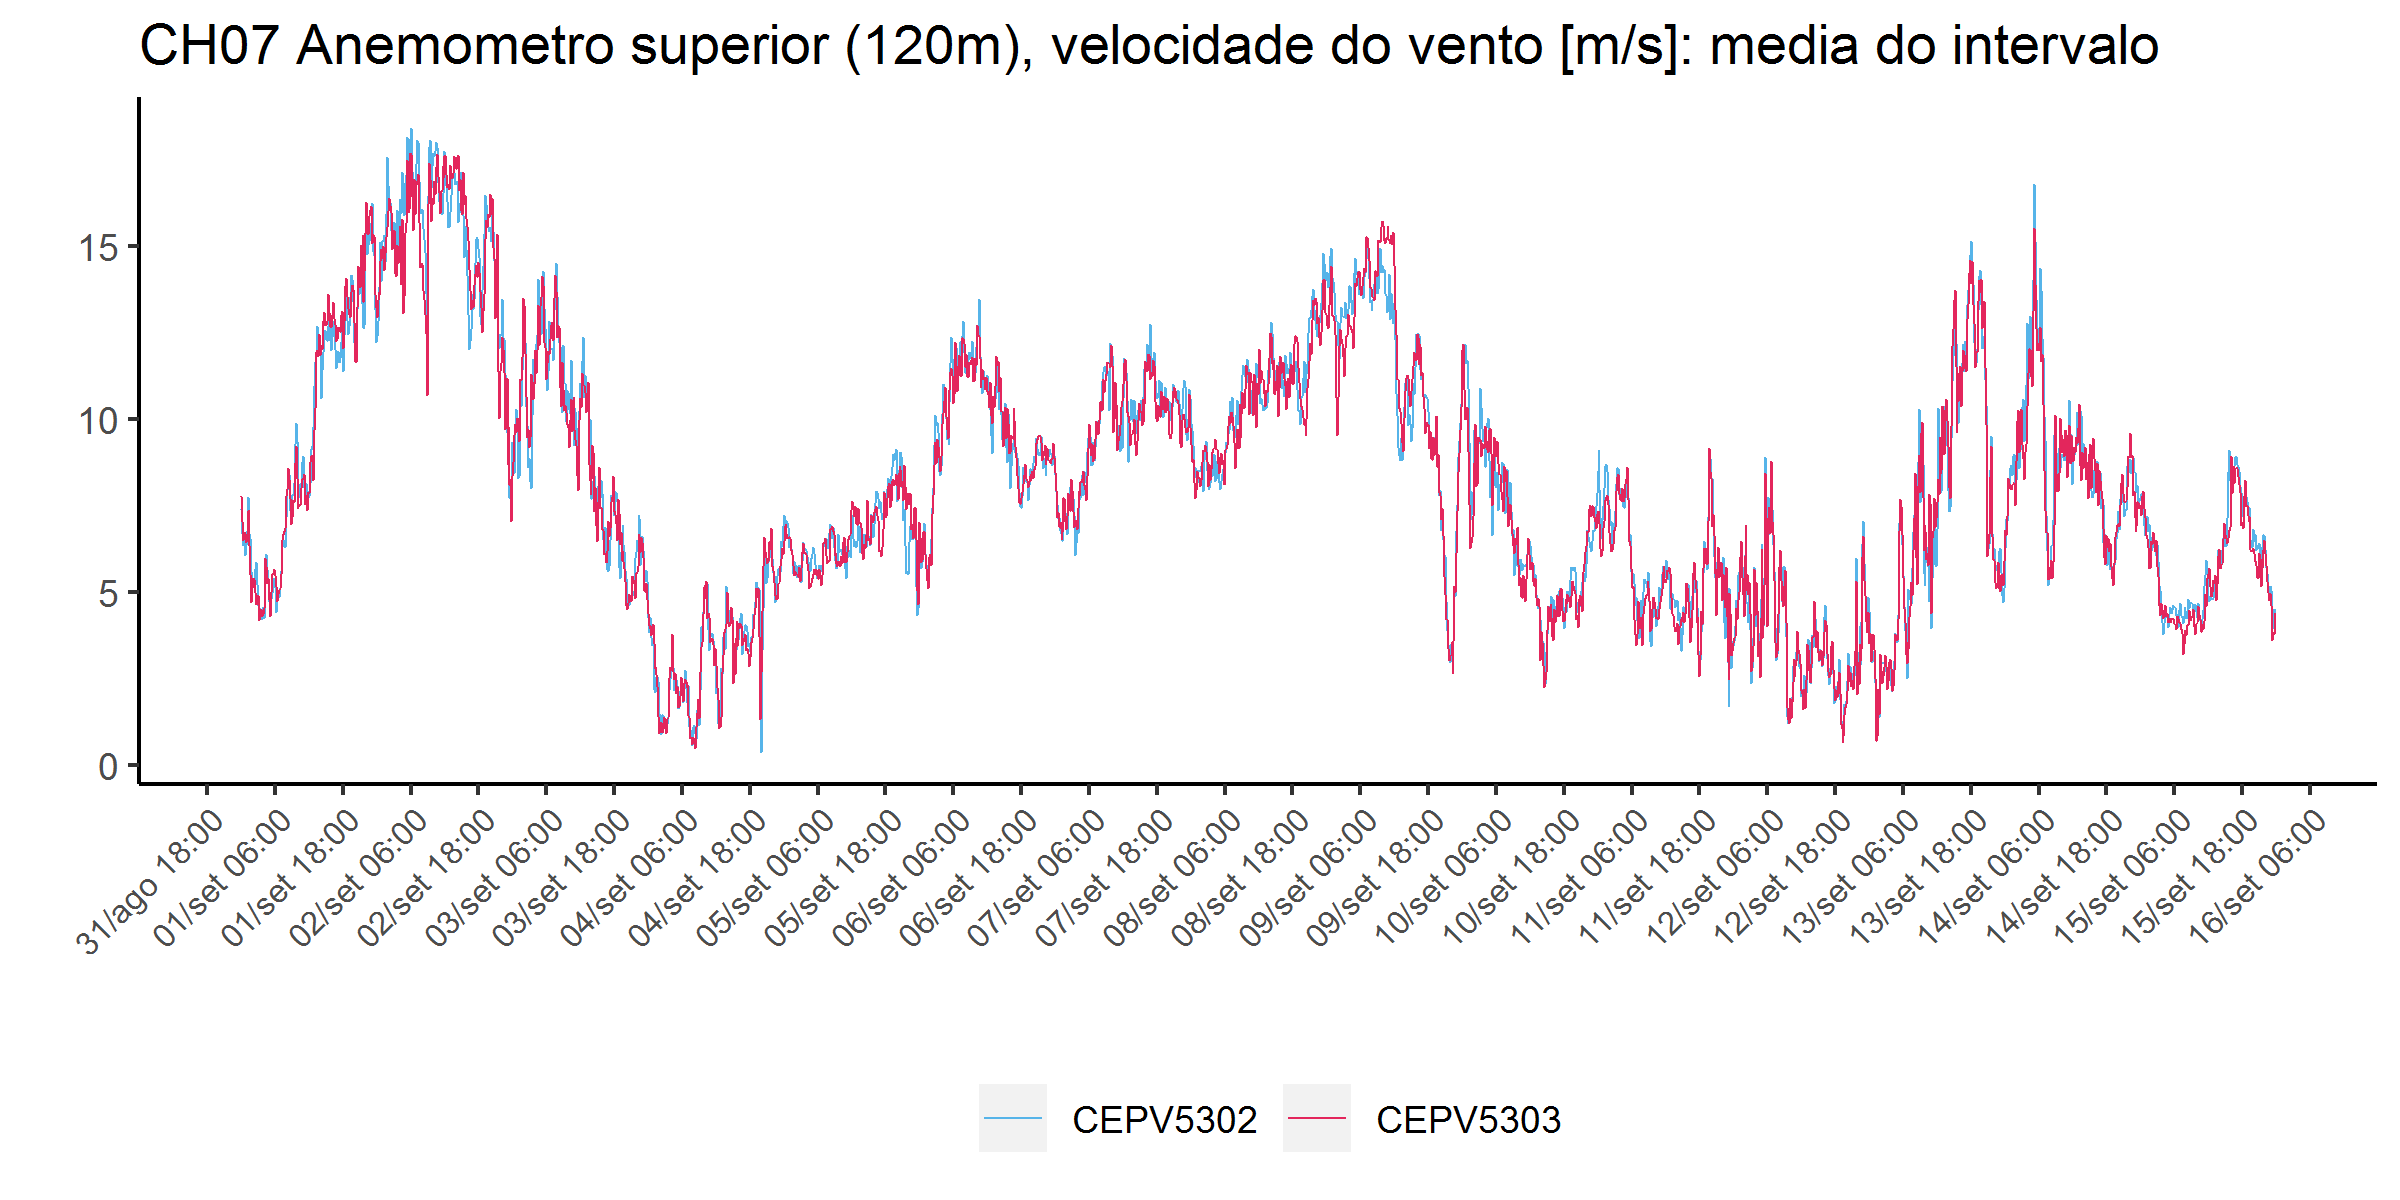 CH07 Anemometro superior (120m), velocidade do vento [m/s]: media do intervalo
15
10
5
0
31/ago 18:00
01/set 06:00
01/set 18:00
02/set 06:00
02/set 18:00
03/set 06:00
03/set 18:00
04/set 06:00
04/set 18:00
05/set 06:00
05/set 18:00
06/set 06:00
06/set 18:00
07/set 06:00
07/set 18:00
08/set 06:00
08/set 18:00
09/set 06:00
09/set 18:00
10/set 06:00
10/set 18:00
11/set 06:00
11/set 18:00
12/set 06:00
12/set 18:00
13/set 06:00
13/set 18:00
14/set 06:00
14/set 18:00
15/set 06:00
15/set 18:00
16/set 06:00
CEPV5302
CEPV5303